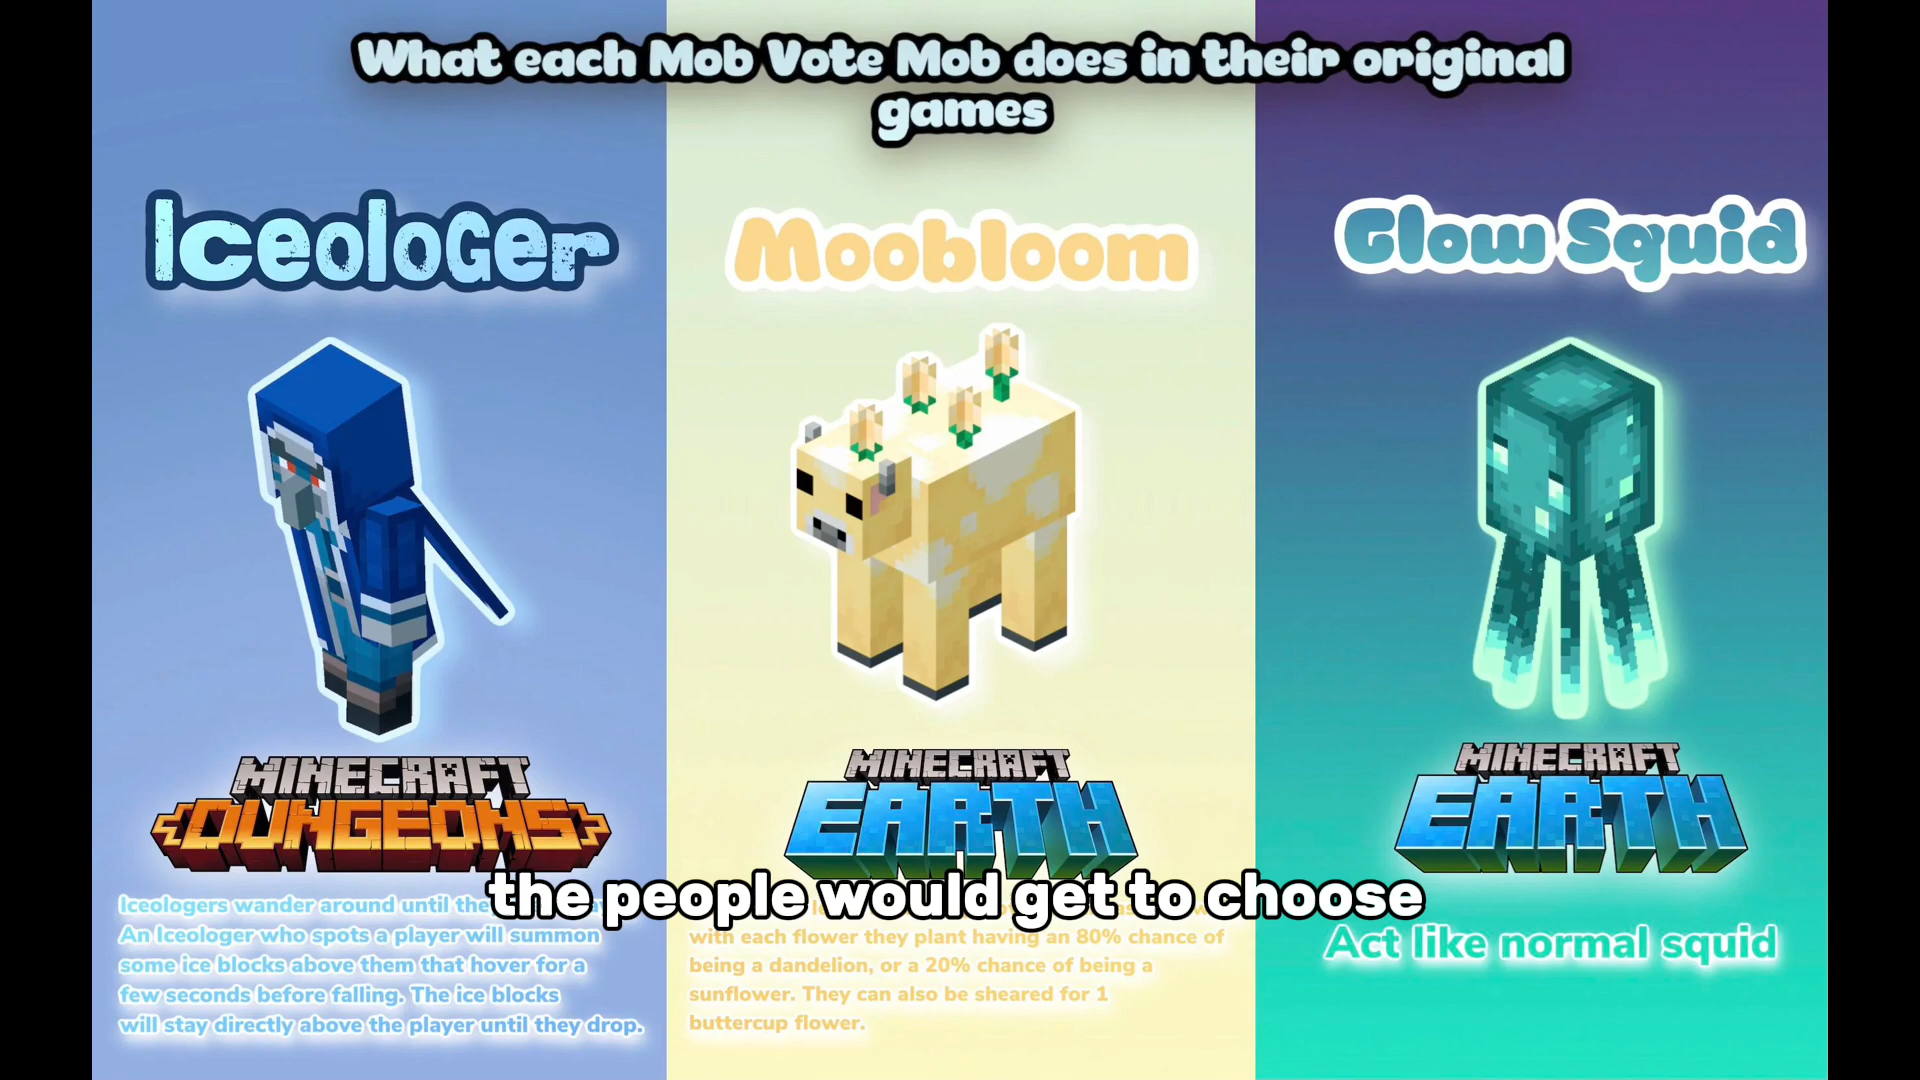 What each Mob Vote Mob does in their original
games
Iceologer
Moobloom
Glow Squid
MINECRAFT
DUNGEONS
MINECRAFT
EARTH
MINECRAFT
EARTH
the people would get to choose
Iceologers wander around until
An Iceologer who spots a player will summon
some ice blocks above them that hover for a
few seconds before falling. The ice blocks
will stay directly above the player until they drop.
with each flower they plant having an 80% chance of
being a dandelion, or a 20% chance of being a
sunflower. They can also be sheared for 1
buttercup flower.
Act like normal squid